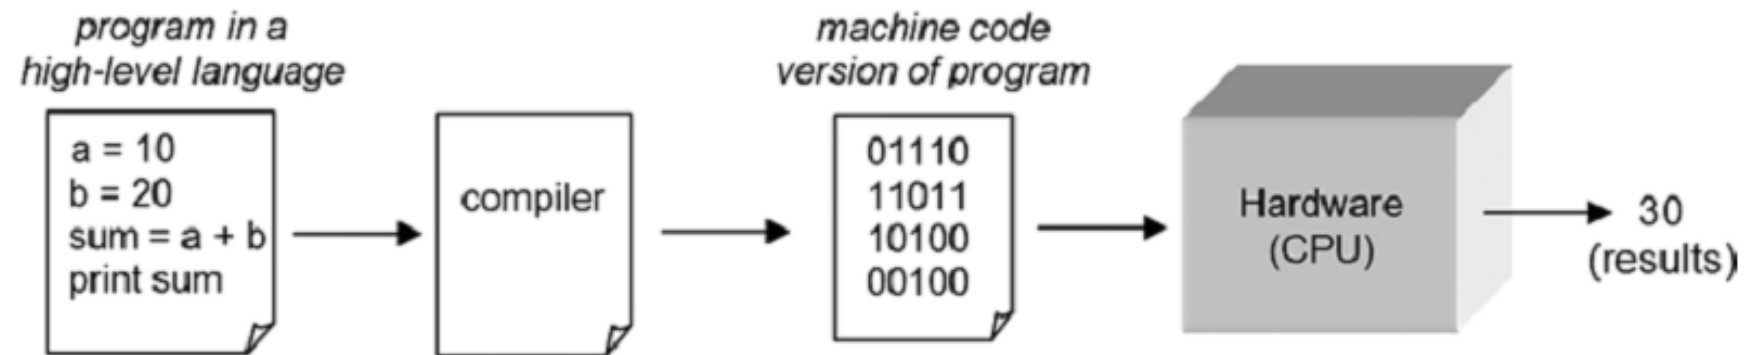 program in a
high-level language
a = 10
b = 20
sum = a + b
print sum
compiler
machine code
version of program
01110
11011
10100
00100
Hardware
(CPU)
30
(results)